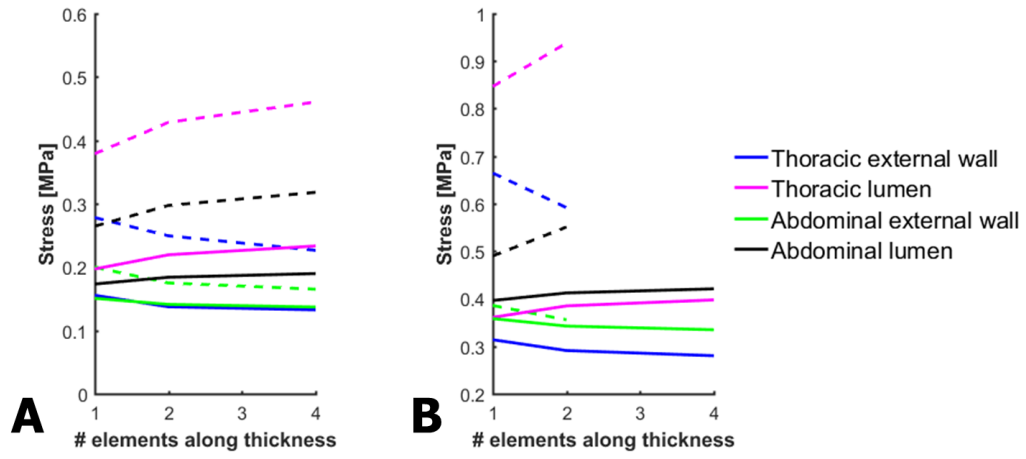 0.6
0.5
0.4
0.3
0.2
0.1
0
Stress [MPa]
1 2 3 4
# elements along thickness
A
1
0.9
0.8
0.7
0.6
0.5
0.4
0.3
0.2
Stress [MPa]
1 2 3 4
# elements along thickness
B
Thoracic external wall
Thoracic lumen
Abdominal external wall
Abdominal lumen